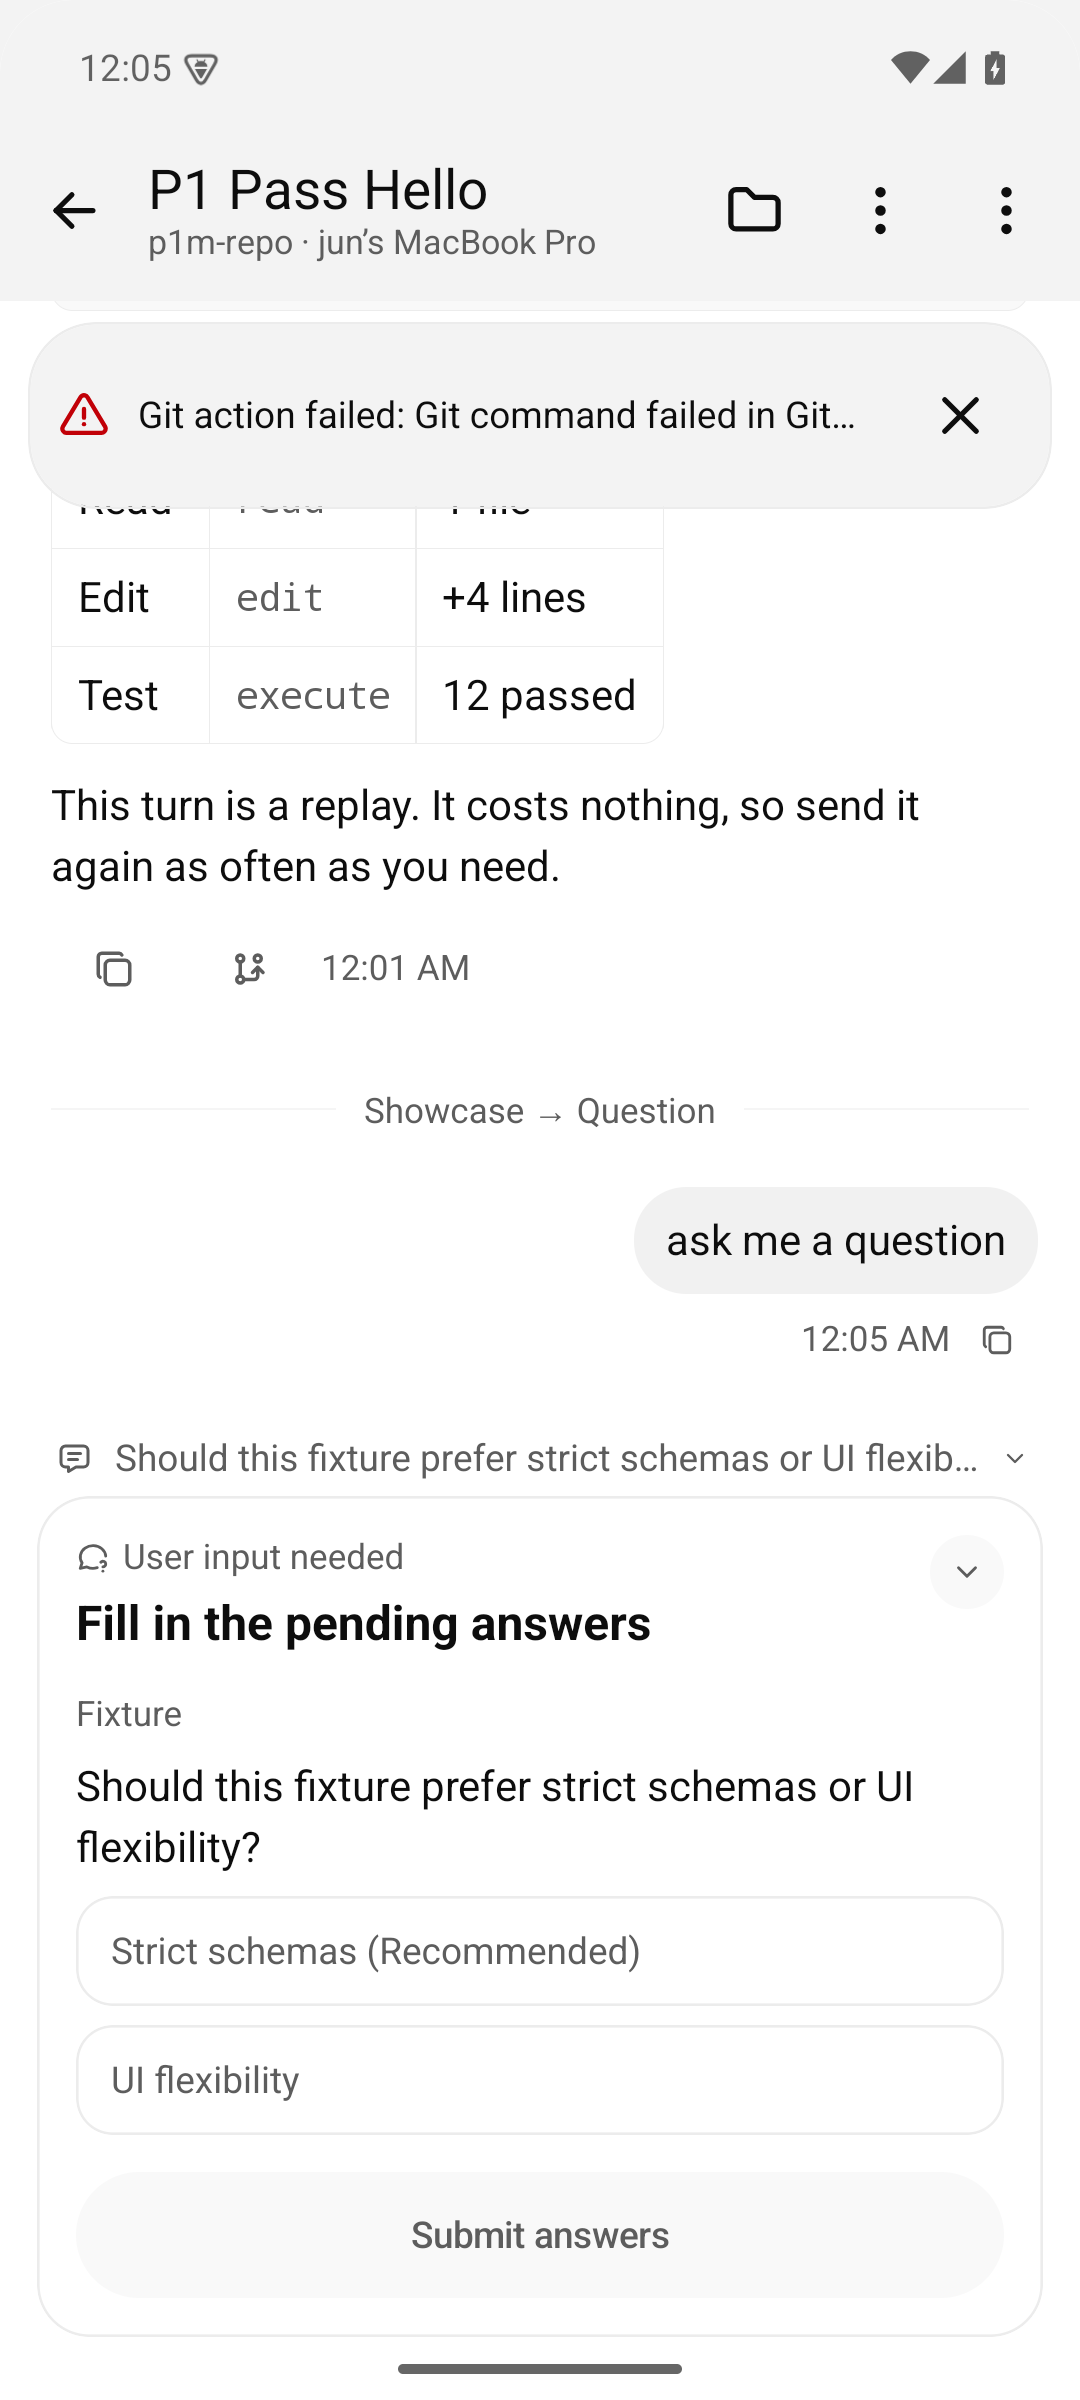 12:05
P1 Pass Hello
p1m-repo · jun’s MacBook Pro
Git action failed: Git command failed in Git…
Edit edit +4 lines
Test execute 12 passed
This turn is a replay. It costs nothing, so send it
again as often as you need.
12:01 AM
Showcase → Question
ask me a question
12:05 AM
Should this fixture prefer strict schemas or UI flexib…
User input needed
Fill in the pending answers
Fixture
Should this fixture prefer strict schemas or UI
flexibility?
Strict schemas (Recommended)
UI flexibility
Submit answers